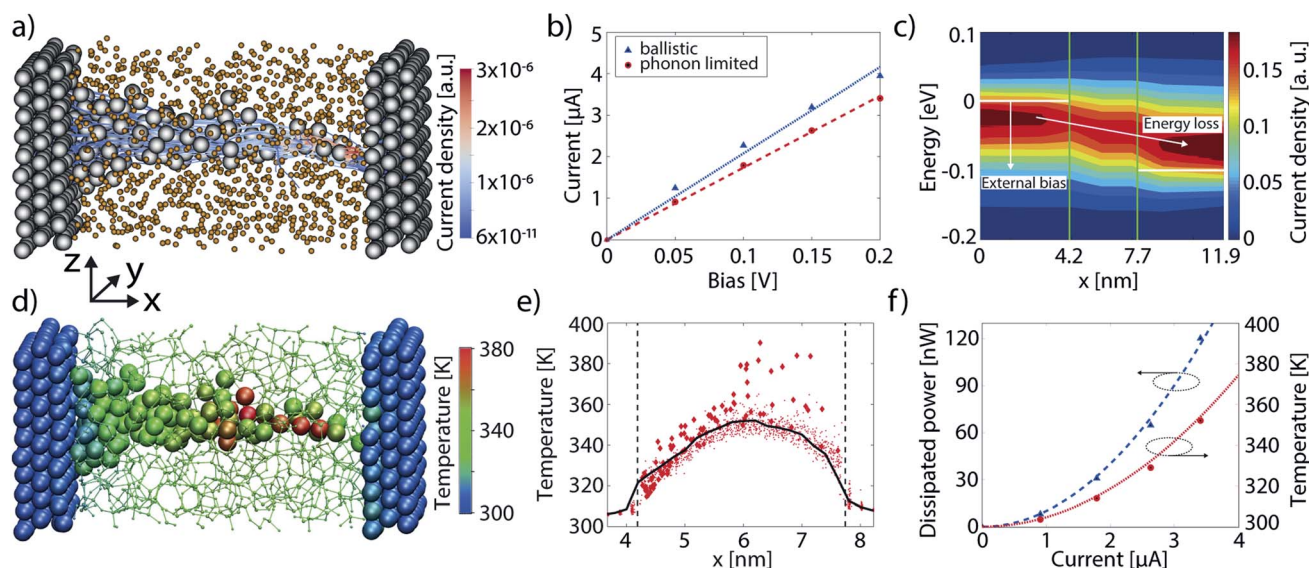 a)
3x10⁻⁶
2x10⁻⁶
1x10⁻⁶
6x10⁻¹¹
Current density [a.u.]
z
y
x
b)
ballistic
phonon limited
5
4
3
2
1
0
Current [µA]
0
0.05
0.1
0.15
0.2
Bias [V]
c)
0.1
0
-0.1
-0.2
Energy [eV]
Energy loss
External bias
0
4.2
7.7
11.9
x [nm]
0.15
0.1
0.05
0
Current density [a. u.]
d)
380
340
300
Temperature [K]
e)
400
380
360
340
320
300
Temperature [K]
4
5
6
7
8
x [nm]
f)
120
90
60
30
0
Dissipated power [nW]
400
380
360
340
320
300
Temperature [K]
0
1
2
3
4
Current [µA]